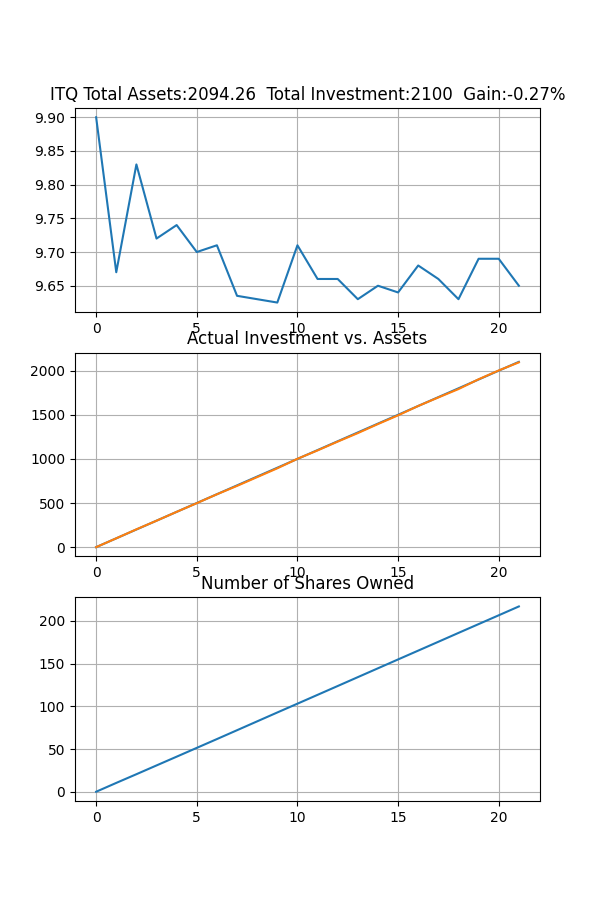 ITQ Total Assets:2094.26  Total Investment:2100  Gain:-0.27%
9.90
9.85
9.80
9.75
9.70
9.65
0 5 10 15 20
Actual Investment vs. Assets
2000
1500
1000
500
0
0 5 10 15 20
Number of Shares Owned
200
150
100
50
0
0 5 10 15 20